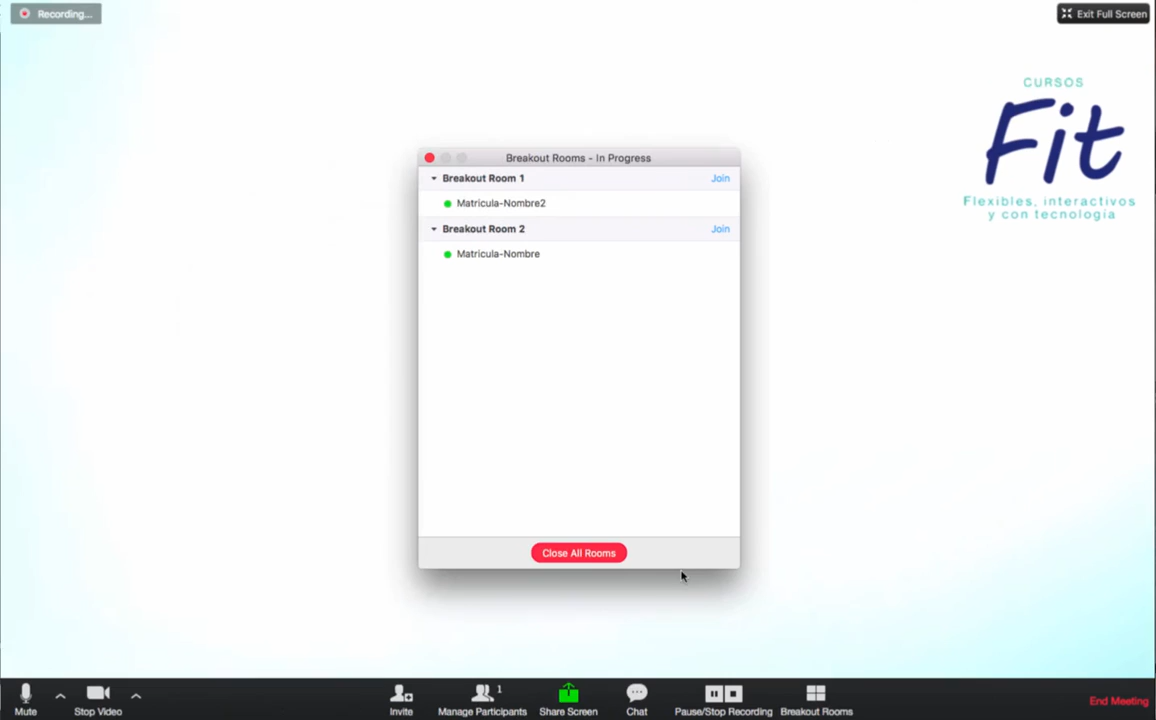 Recording...
Exit Full Screen
CURSOS
Fit
Flexibles, interactivos
y con tecnología
Breakout Rooms - In Progress
Breakout Room 1 Join
Matricula-Nombre2
Breakout Room 2 Join
Matricula-Nombre
Close All Rooms
Mute
Stop Video
Invite
1
Manage Participants
Share Screen
Chat
Pause/Stop Recording
Breakout Rooms
End Meeting